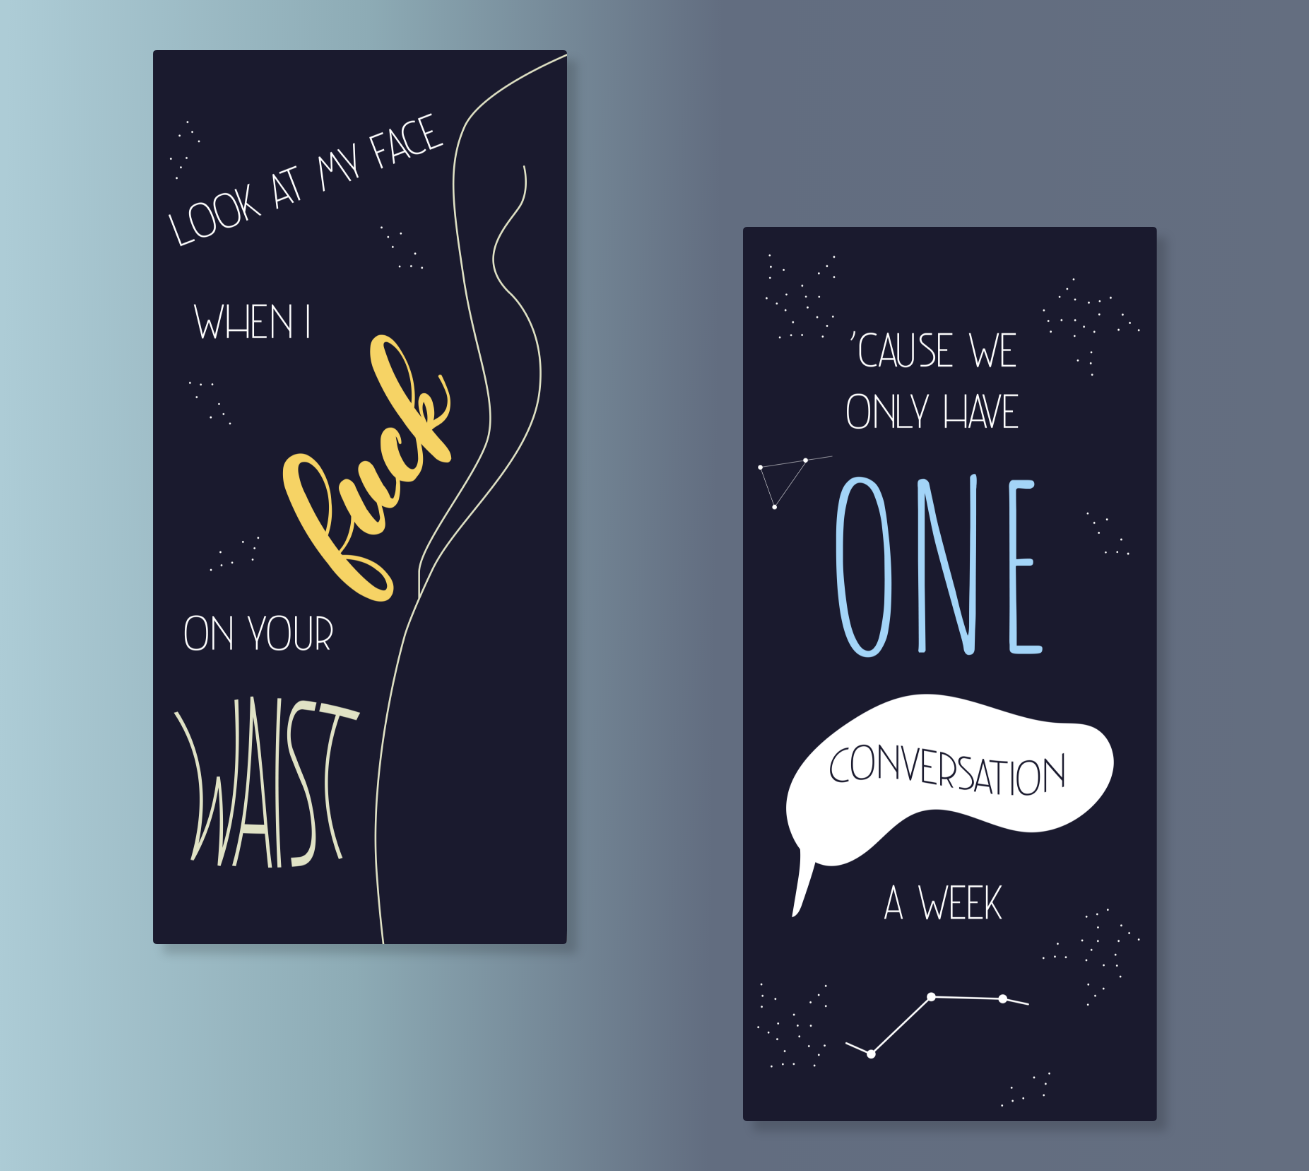 LOOK AT MY FACE
WHEN I
fuck
ON YOUR
WAIST
'CAUSE WE
ONLY HAVE
ONE
CONVERSATION
A WEEK